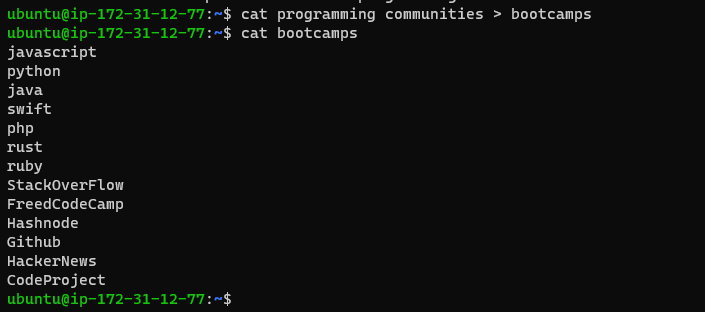 ubuntu@ip-172-31-12-77:~$ cat programming communities > bootcamps
ubuntu@ip-172-31-12-77:~$ cat bootcamps
javascript
python
java
swift
php
rust
ruby
StackOverFlow
FreedCodeCamp
Hashnode
Github
HackerNews
CodeProject
ubuntu@ip-172-31-12-77:~$